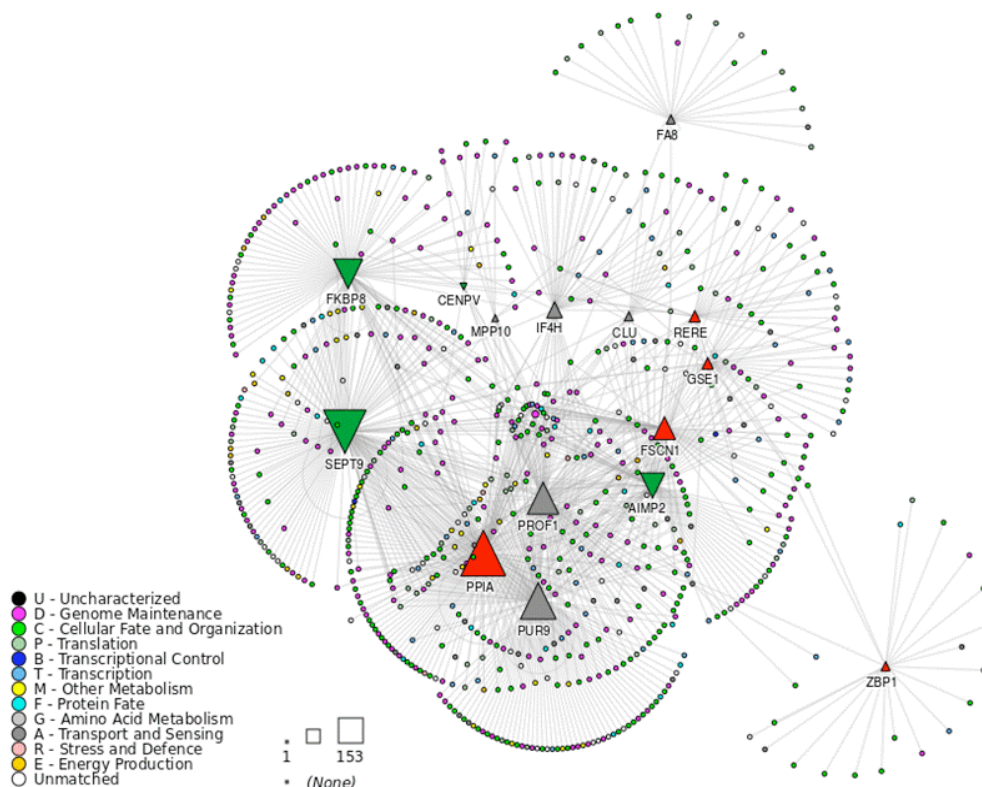 FA8
FKBP8
CENPV
MPP10
IF4H
CLU
RERE
GSE1
FSCN1
SEPT9
AIMP2
PROF1
PPIA
PUR9
ZBP1
U - Uncharacterized
D - Genome Maintenance
C - Cellular Fate and Organization
P - Translation
B - Transcriptional Control
T - Transcription
M - Other Metabolism
F - Protein Fate
G - Amino Acid Metabolism
A - Transport and Sensing
R - Stress and Defence
E - Energy Production
Unmatched
* 
1 153
* (None)